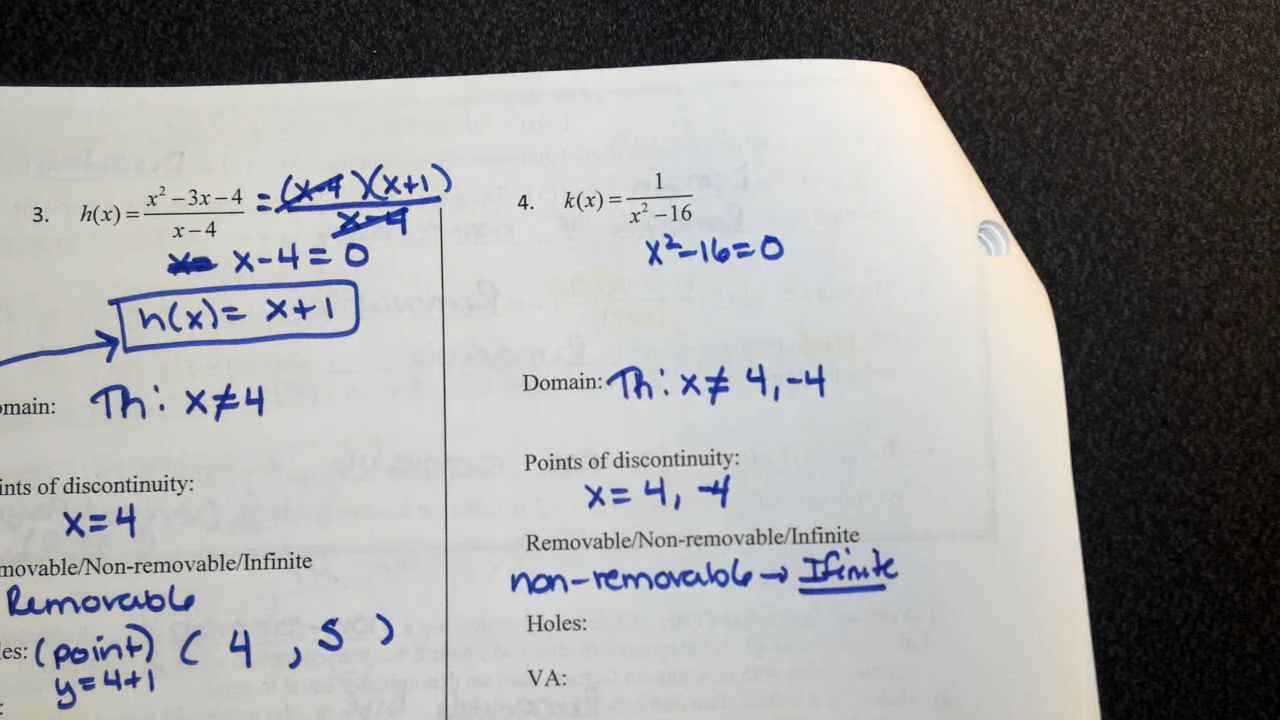 3. h(x) = x² − 3x − 4 / x − 4 = (x-4)(x+1) / x-4
x-4=0
h(x)= x+1
omain: Th: x≠4
ints of discontinuity:
x=4
movable/Non-removable/Infinite
Removable
les: (point) (4, 5)
y=4+1
:
4. k(x) = 1 / x² − 16
x²-16=0
Domain: Th: x≠ 4,-4
Points of discontinuity:
x= 4, -4
Removable/Non-removable/Infinite
non-removable → Ifinite
Holes:
VA: